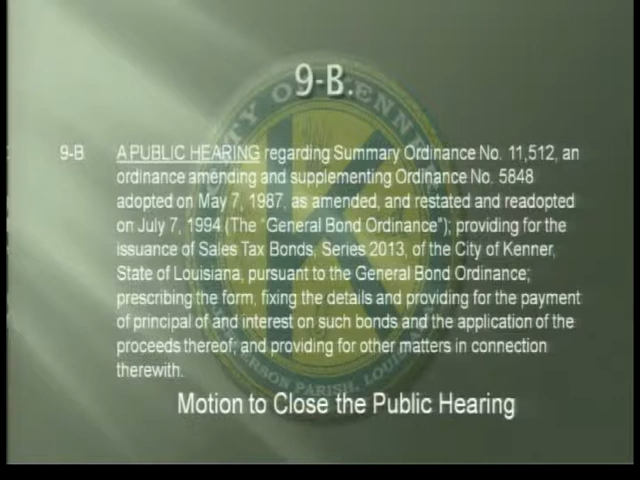 9-B.
9-B A PUBLIC HEARING regarding Summary Ordinance No. 11,512, an
ordinance amending and supplementing Ordinance No. 5848
adopted on May 7, 1987, as amended, and restated and readopted
on July 7, 1994 (The "General Bond Ordinance"); providing for the
issuance of Sales Tax Bonds, Series 2013, of the City of Kenner,
State of Louisiana, pursuant to the General Bond Ordinance;
prescribing the form, fixing the details and providing for the payment
of principal of and interest on such bonds and the application of the
proceeds thereof; and providing for other matters in connection
therewith.
Motion to Close the Public Hearing
CITY OF KENNER
PARISH, LOUISIANA